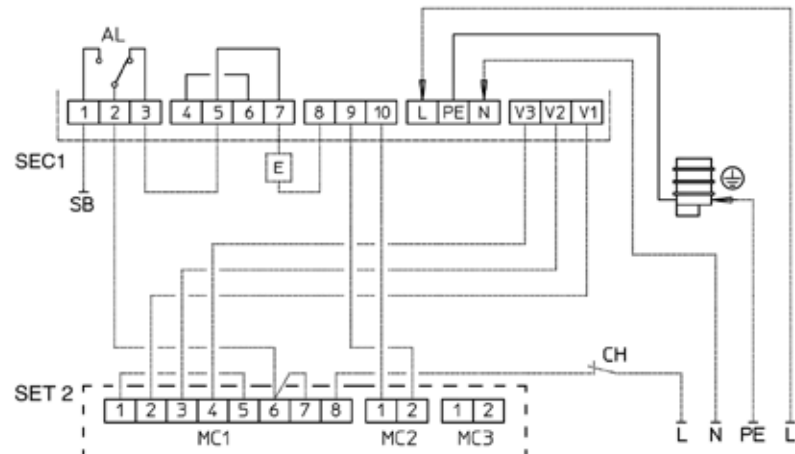 AL
1 2 3 4 5 6 7 8 9 10 L PE N V3 V2 V1
SEC1
E
SB
CH
SET 2
1 2 3 4 5 6 7 8 1 2 1 2
MC1 MC2 MC3
L N PE L